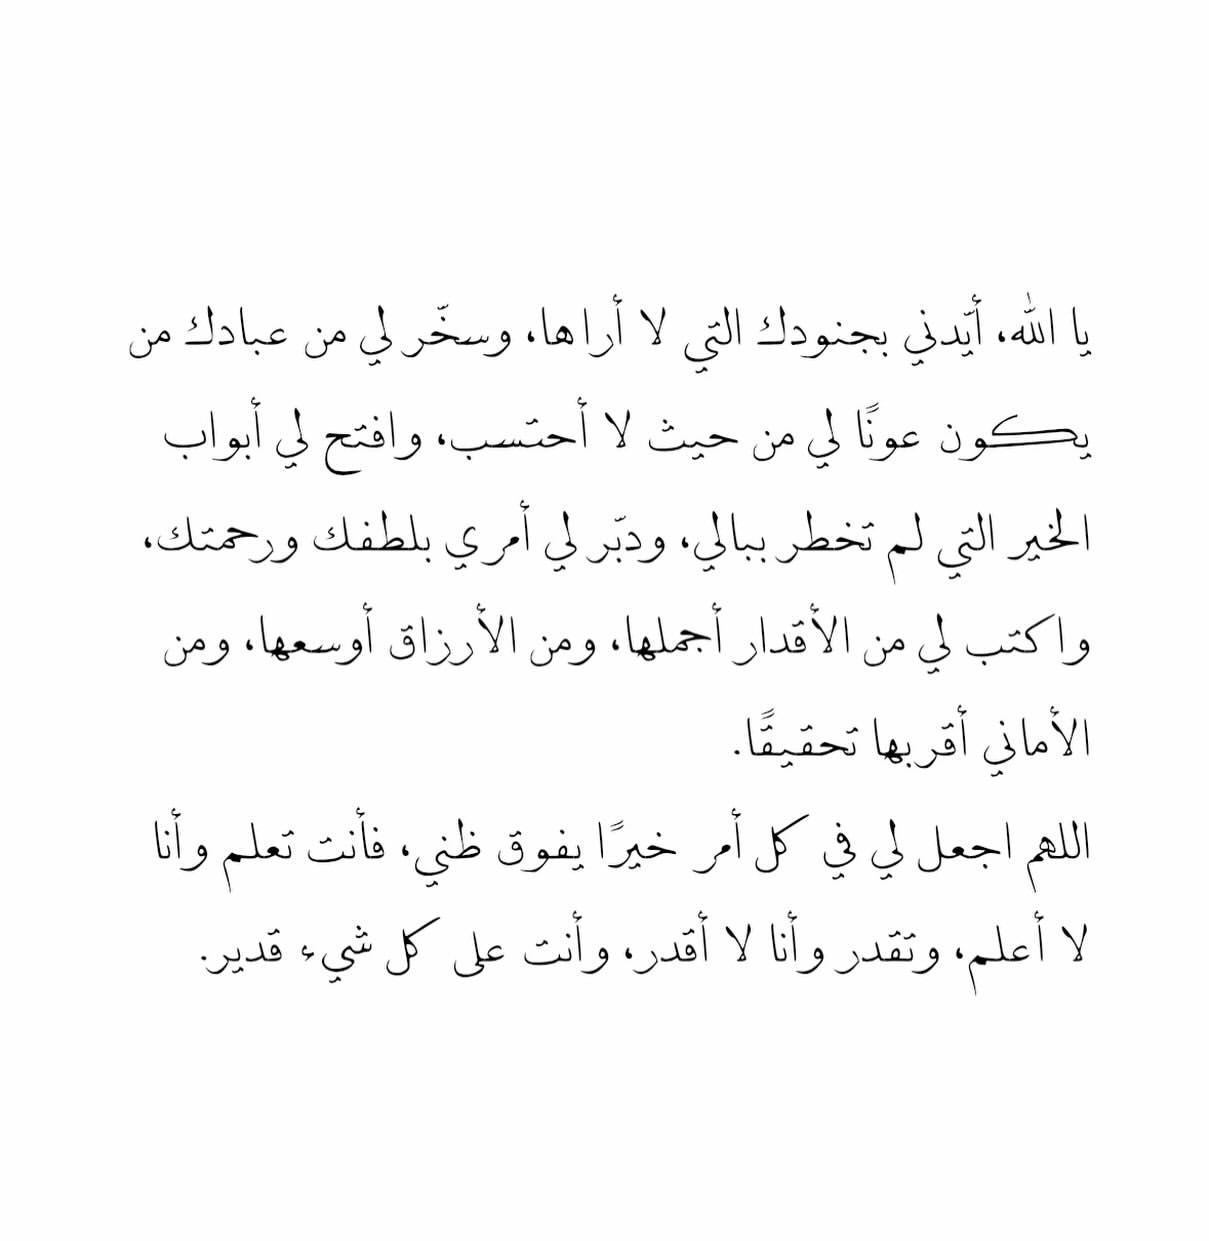 يا الله، أيّدني بجنودك التي لا أراها، وسخّر لي من عبادك من
يكون عونًا لي من حيث لا أحتسب، وافتح لي أبواب
الخير التي لم تخطر ببالي، ودبّر لي أمري بلطفك ورحمتك،
واكتب لي من الأقدار أجملها، ومن الأرزاق أوسعها، ومن
الأماني أقربها تحقيقًا.
اللهم اجعل لي في كل أمر خيرًا يفوق ظني، فأنت تعلم وأنا
لا أعلم، وتقدر وأنا لا أقدر، وأنت على كل شيء قدير.